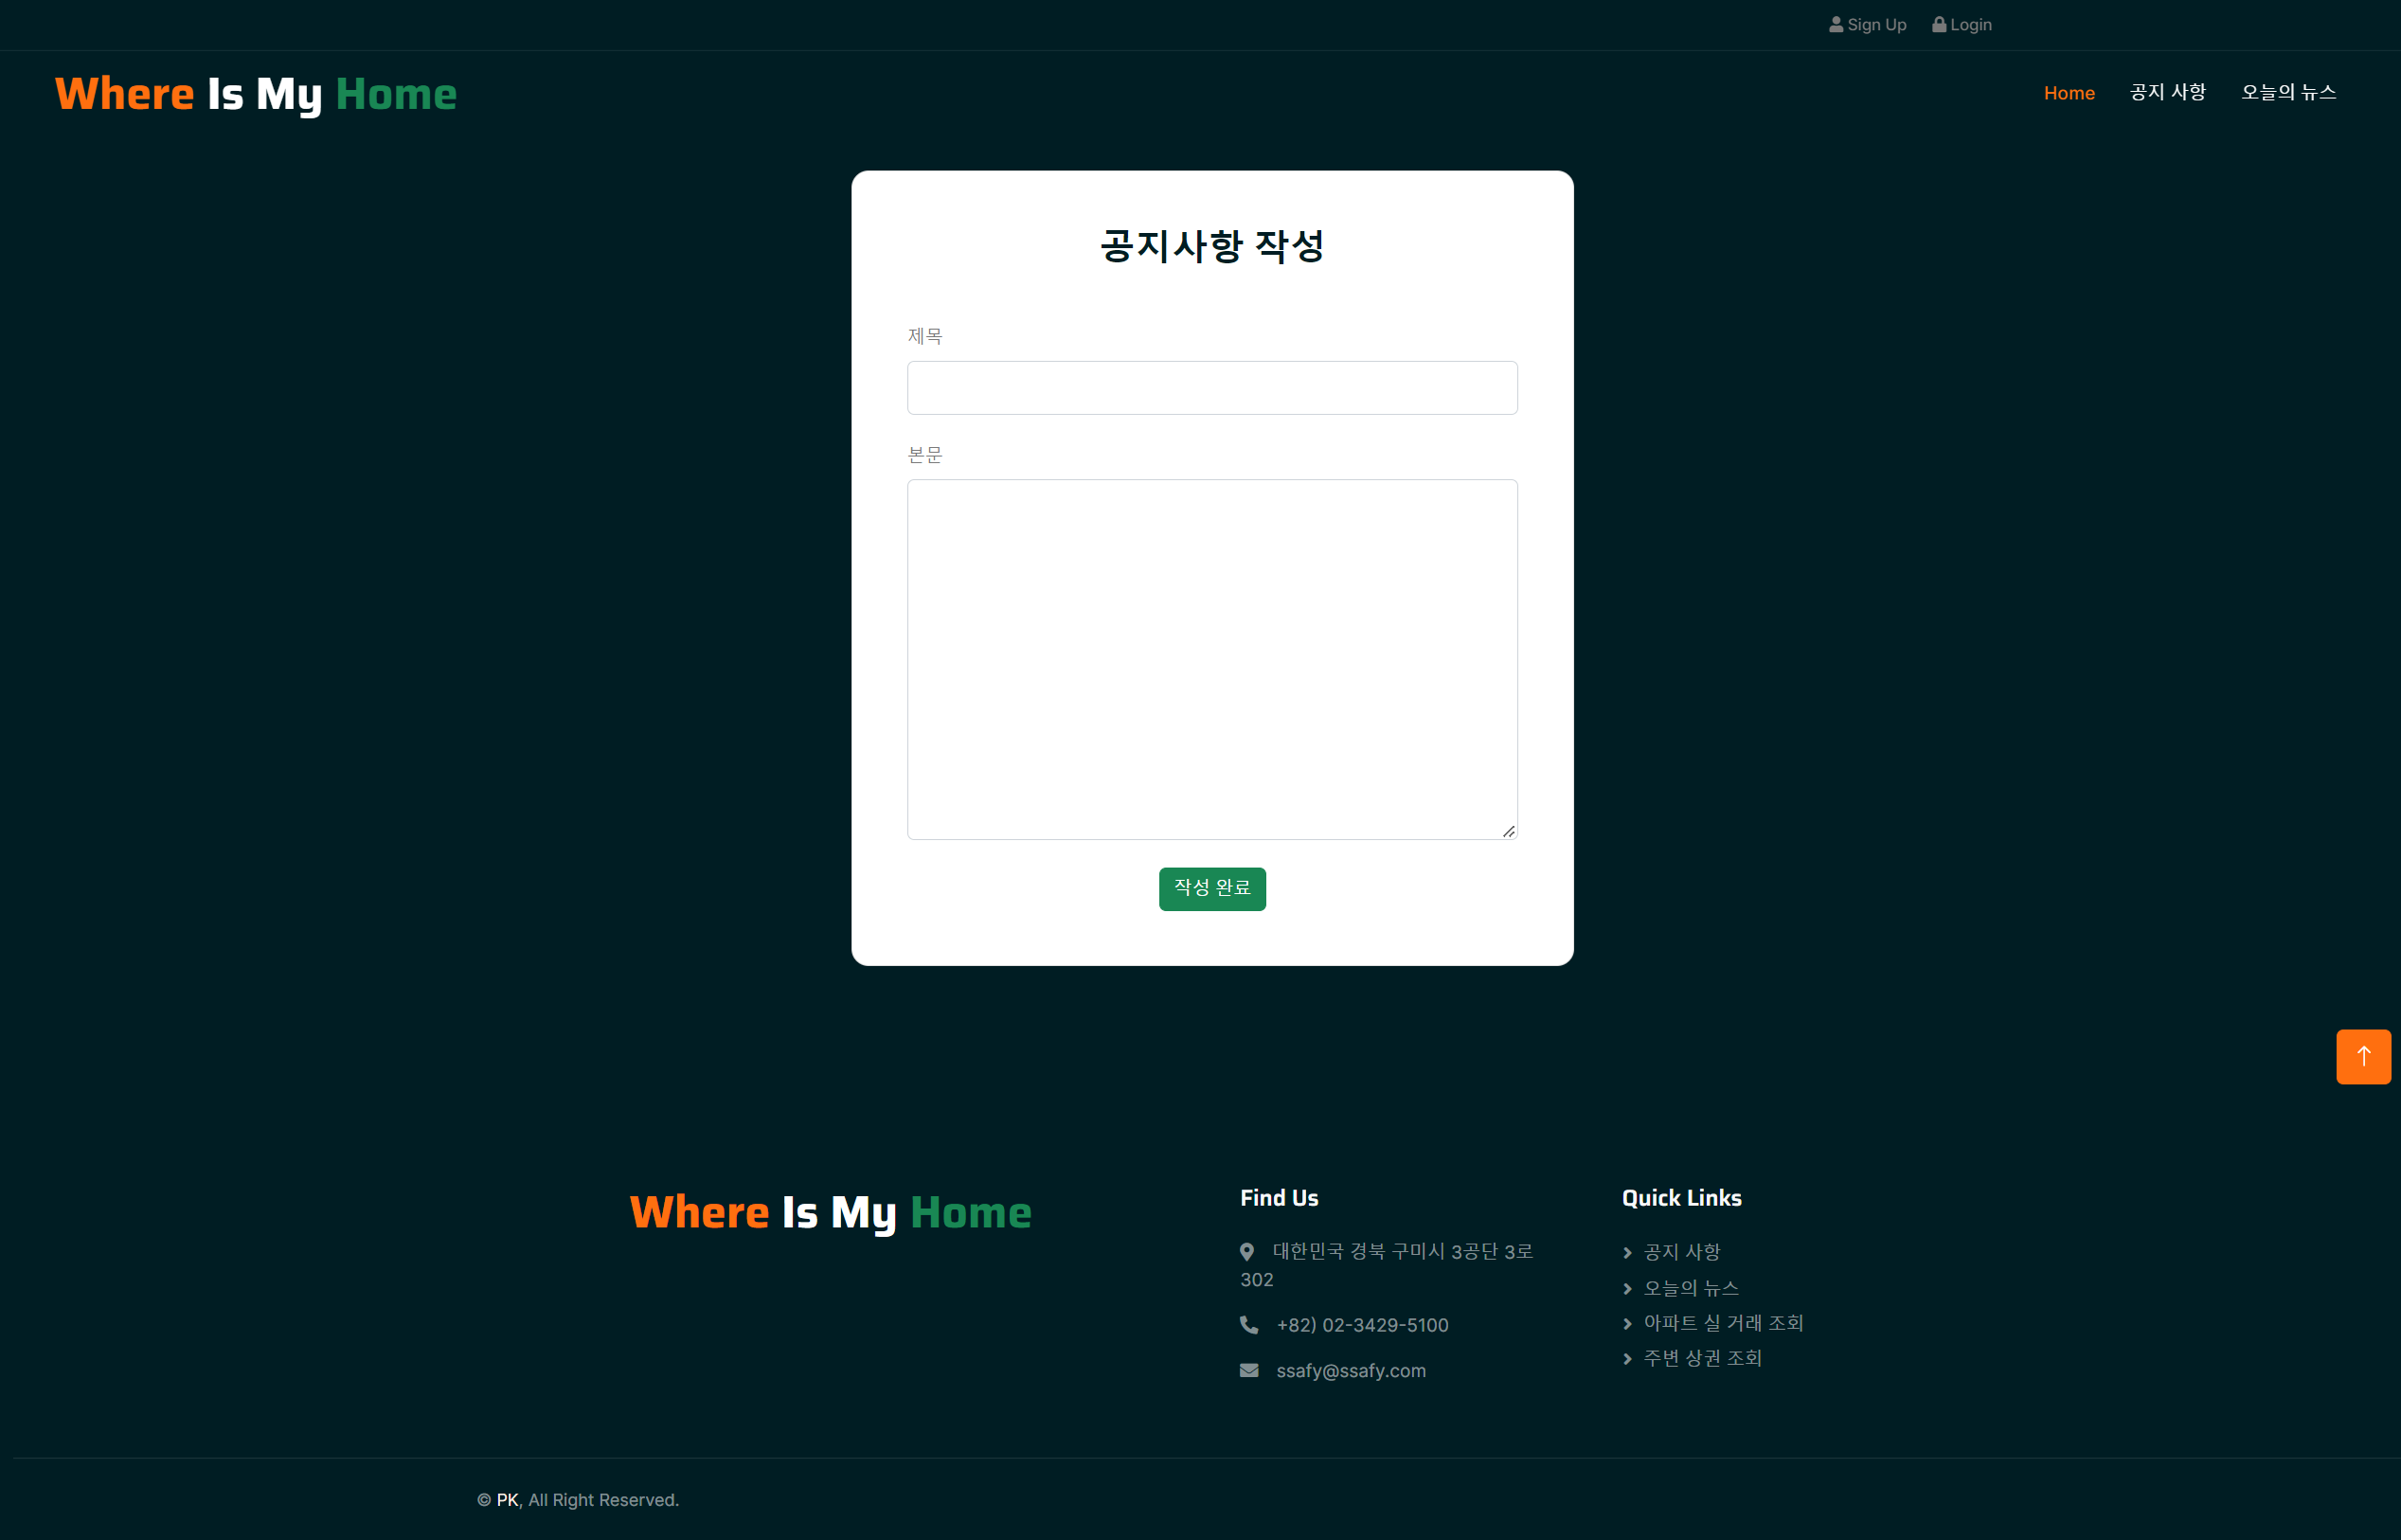 Sign Up Login
Where Is My Home
Home 공지 사항 오늘의 뉴스
공지사항 작성
제목
본문
작성 완료
Where Is My Home
Find Us
대한민국 경북 구미시 3공단 3로
302
+82) 02-3429-5100
ssafy@ssafy.com
Quick Links
공지 사항
오늘의 뉴스
아파트 실 거래 조회
주변 상권 조회
© PK, All Right Reserved.